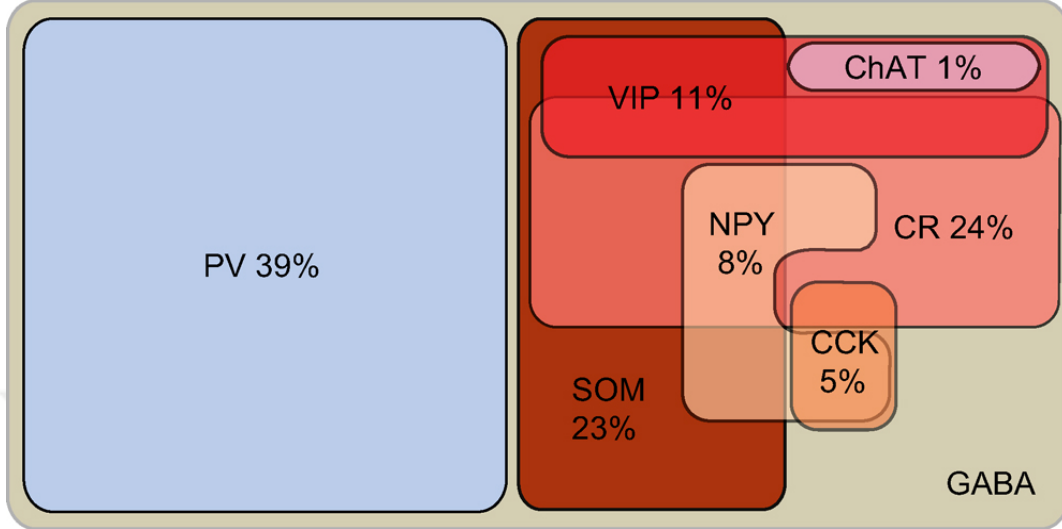 ChAT 1%
VIP 11%
NPY
8%
CR 24%
PV 39%
CCK
5%
SOM
23%
GABA